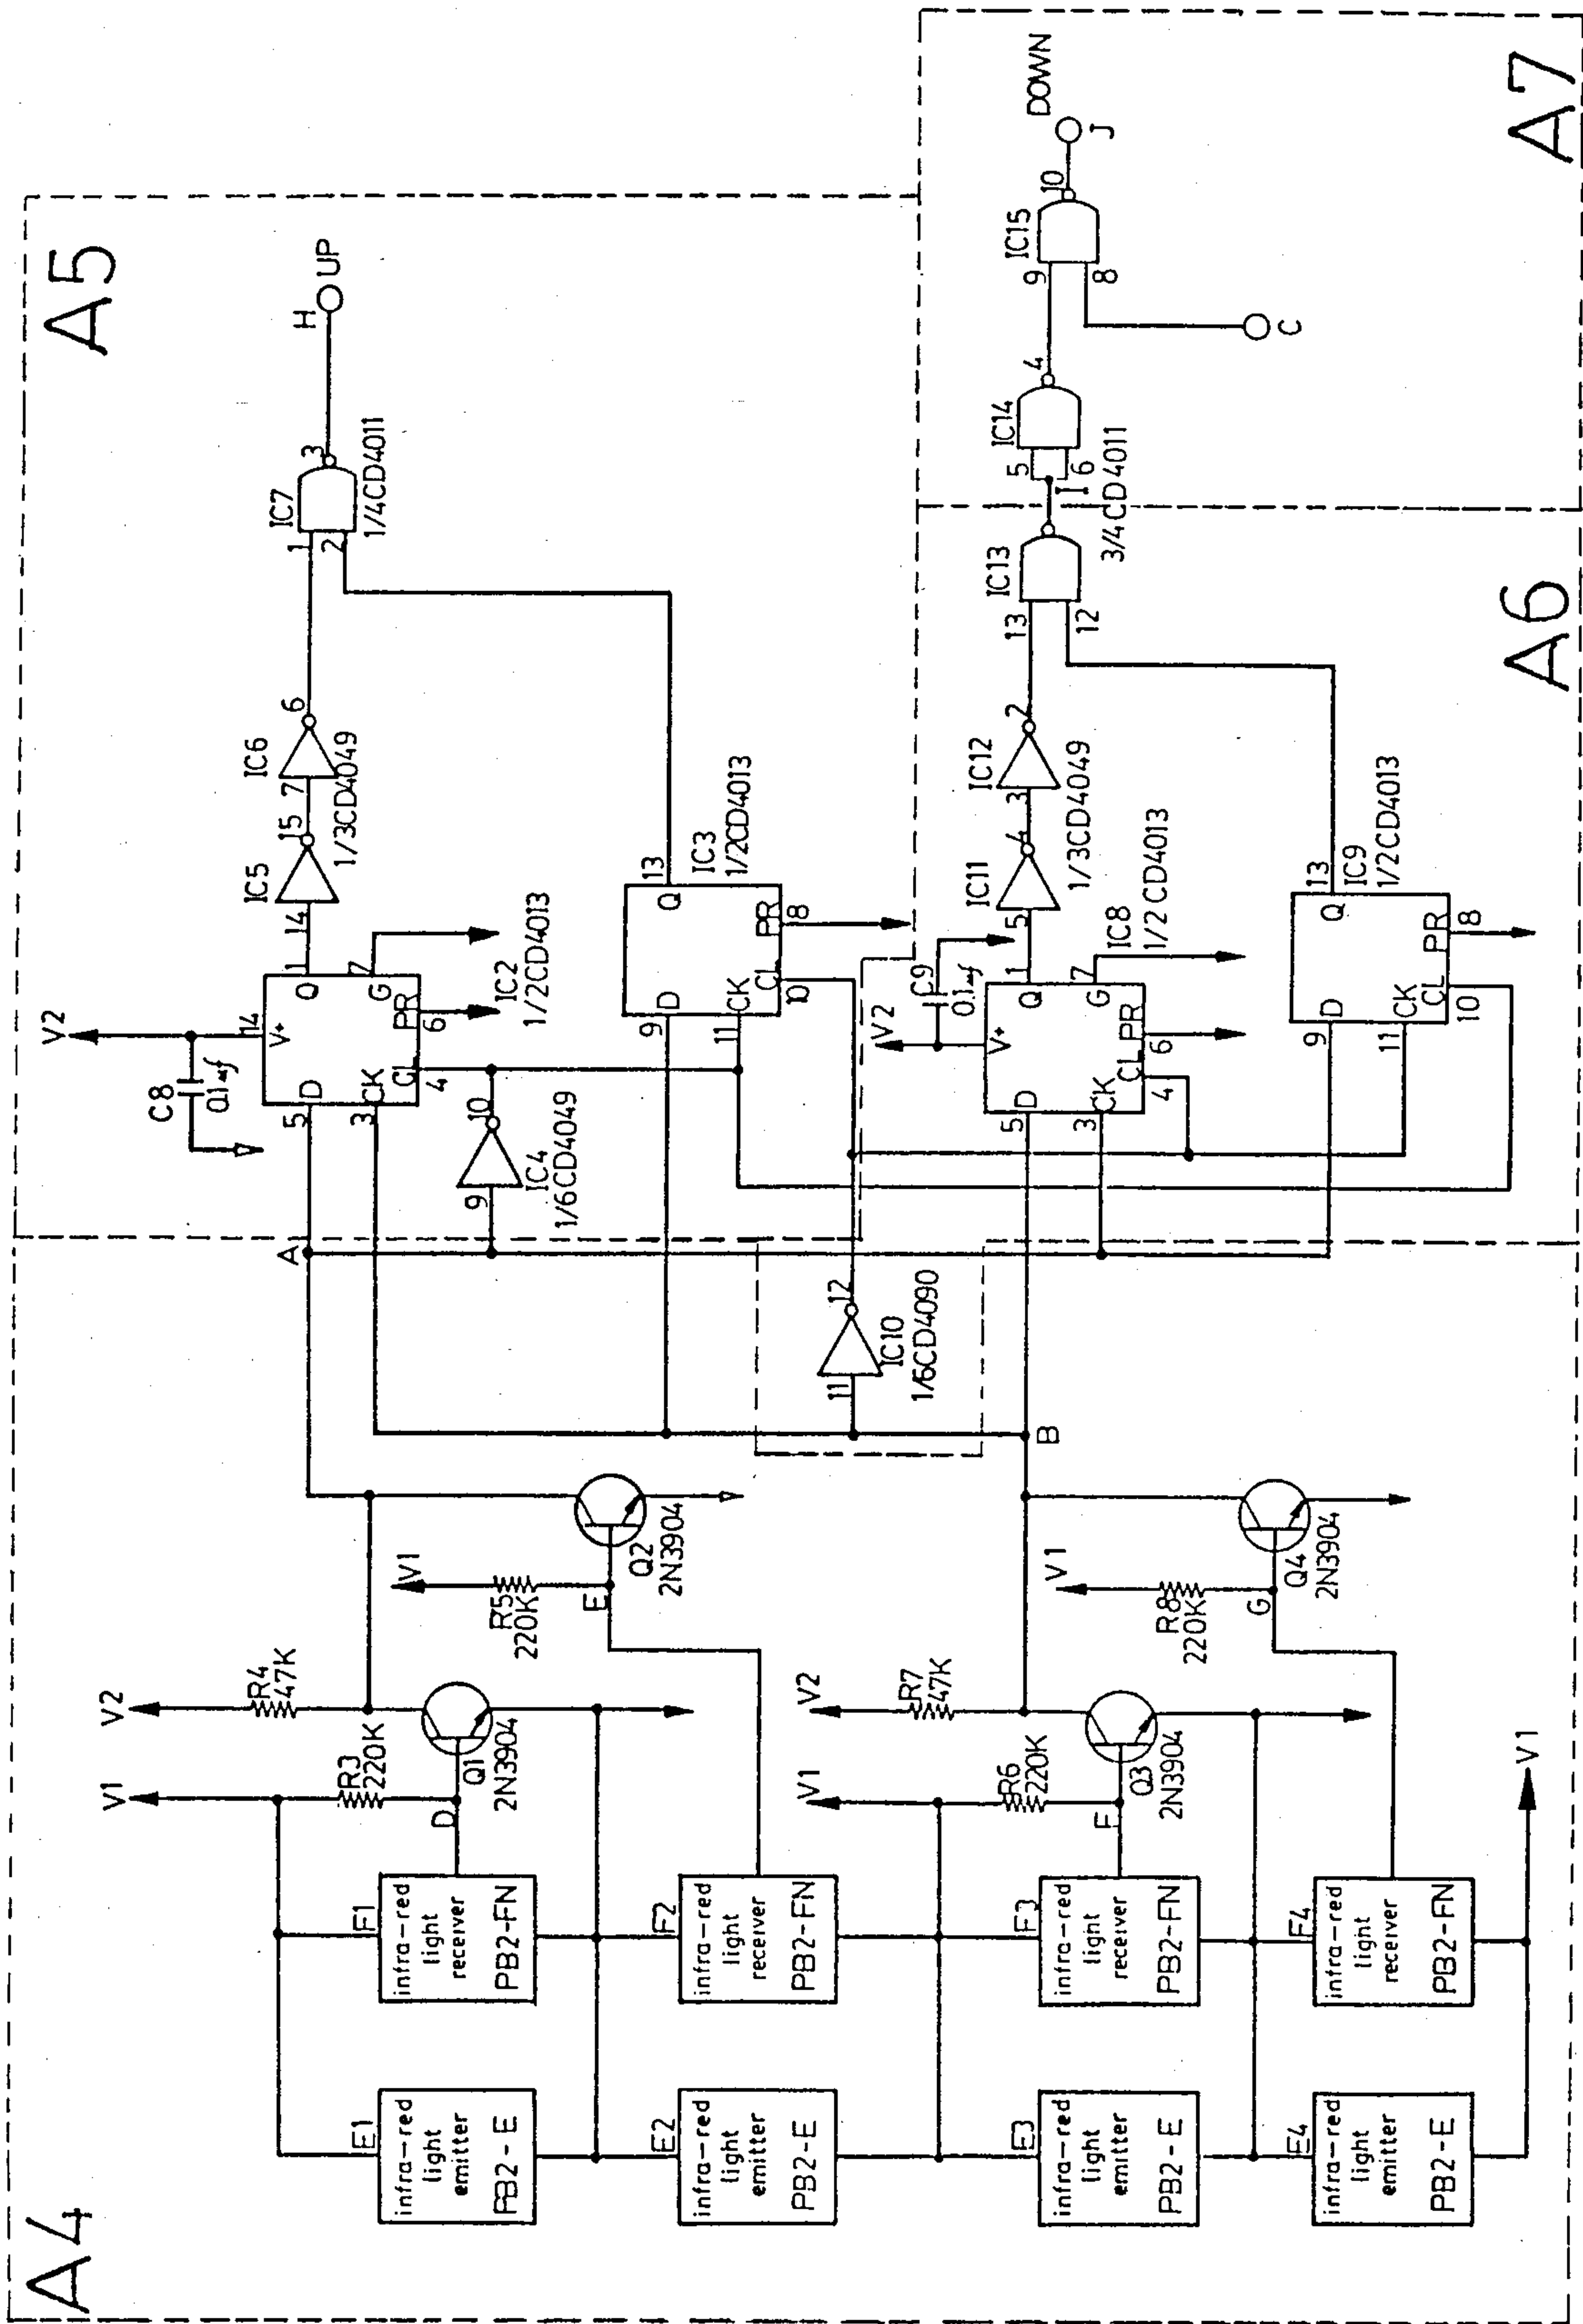 A4
infra-red
light
emitter
PB2-E
E1
infra-red
light
emitter
PB2-E
E2
infra-red
light
emitter
PB2-E
E3
infra-red
light
emitter
PB2-E
E4
infra-red
light
receiver
PB2-FN
F1
infra-red
light
receiver
PB2-FN
F2
infra-red
light
receiver
PB2-FN
F3
infra-red
light
receiver
PB2-FN
F4
V1
R3
220K
D
Q1
2N3904
V2
R4
47K
V1
R5
220K
E
Q2
2N3904
V1
R6
220K
F
Q3
2N3904
V2
R7
47K
V1
R8
220K
G
Q4
2N3904
V1
A
B
11
12
IC10
1/6CD4090
A5
V2
C8
0.1μf
14
V+
5
D
3
CK
CL
4
PR
6
G
7
Q
1
IC2
1/2CD4013
9
10
IC4
1/6CD4049
14
IC5
15
7
IC6
6
1/3CD4049
9
D
11
CK
CL
10
PR
8
Q
13
IC3
1/2CD4013
1
2
IC7
3
1/4CD4011
H
UP
A6
V2
C9
0.1μf
V+
5
D
3
CK
CL
4
PR
6
G
7
Q
1
IC8
1/2CD4013
5
IC11
4
3
IC12
2
1/3CD4049
9
D
11
CK
CL
10
PR
8
Q
13
IC9
1/2CD4013
13
12
IC13
I
3/4CD4011
A7
5
6
IC14
4
9
8
IC15
10
J
DOWN
C